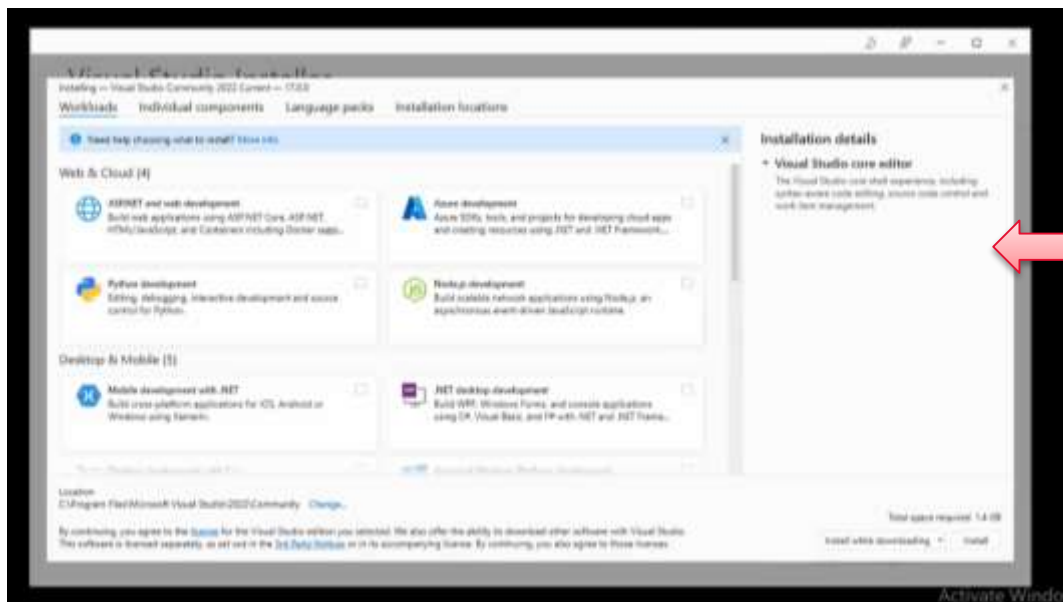 Visual Studio Installer
Installing — Visual Studio Community 2022 Current — 17.0.0
Workloads Individual components Language packs Installation locations
Need help choosing what to install? More info
Web & Cloud (4)
ASP.NET and web development
Build web applications using ASP.NET Core, ASP.NET,
HTML/JavaScript, and Containers including Docker supp...
Azure development
Azure SDKs, tools, and projects for developing cloud apps
and creating resources using .NET and .NET Framework...
Python development
Editing, debugging, interactive development and source
control for Python.
Node.js development
Build scalable network applications using Node.js, an
asynchronous event-driven JavaScript runtime.
Desktop & Mobile (5)
Mobile development with .NET
Build cross-platform applications for iOS, Android or
Windows using Xamarin.
.NET desktop development
Build WPF, Windows Forms, and console applications
using C#, Visual Basic, and F# with .NET and .NET Frame...
Installation details
Visual Studio core editor
The Visual Studio core shell experience, including
syntax-aware code editing, source code control and
work item management.
Location
C:\Program Files\Microsoft Visual Studio\2022\Community Change...
By continuing, you agree to the license for the Visual Studio edition you selected. We also offer the ability to download other software with Visual Studio.
This software is licensed separately, as set out in the 3rd Party Notices or in its accompanying license. By continuing, you also agree to those licenses.
Total space required 1.4 GB
Install while downloading Install
Activate Windo